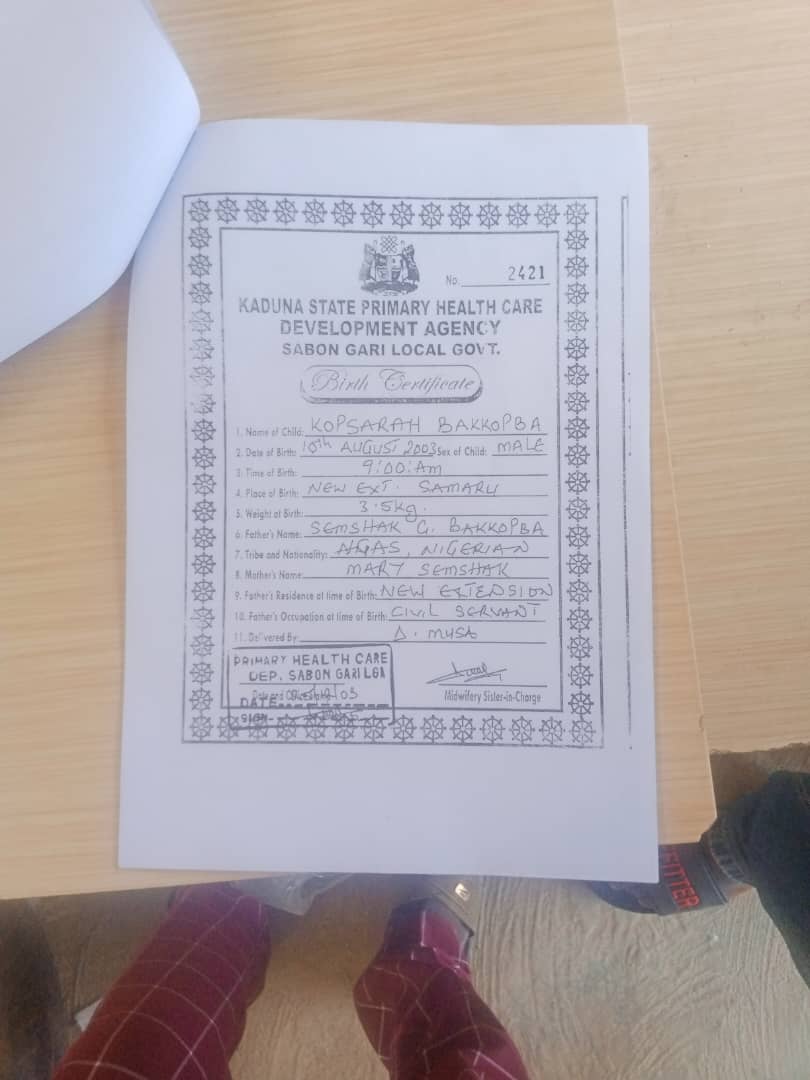 No. 2421
KADUNA STATE PRIMARY HEALTH CARE
DEVELOPMENT AGENCY
SABON GARI LOCAL GOVT.
Birth Certificate
1. Name of Child: KOPSARAH BAKKOPBA
2. Date of Birth: 10th AUGUST 2003 Sex of Child: MALE
3. Time of Birth: 9:00:Am
4. Place of Birth: NEW EXT. SAMARU
5. Weight at Birth: 3.5kg.
6. Father's Name: SEMSHAK G. BAKKOPBA
7. Tribe and Nationality: ANGAS, NIGERIAN
8. Mother's Name: MARY SEMSHAK
9. Father's Residence at time of Birth: NEW EXTENSION
10. Father's Occupation at time of Birth: CIVIL SERVANT
11. Delivered By: D. MUSA
PRIMARY HEALTH CARE
DEP. SABON GARI LGA
DATE
SIGN-
Midwifery Sister-in-Charge
FITTER